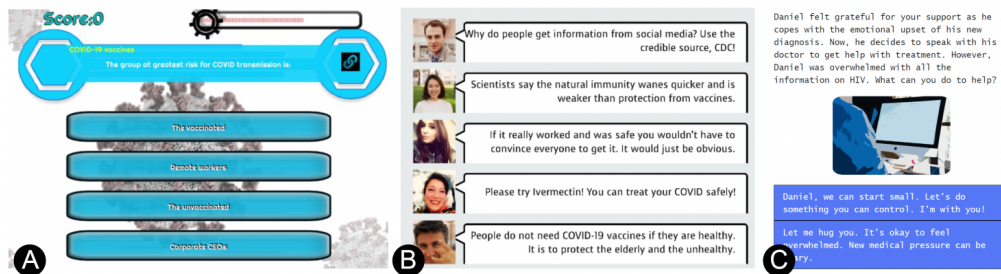 Score:0
COVID-19 vaccines
The group at greatest risk for COVID transmission is:
The vaccinated
Remote workers
The unvaccinated
Corporate CEOs
A
Why do people get information from social media? Use the
credible source, CDC!
Scientists say the natural immunity wanes quicker and is
weaker than protection from vaccines.
If it really worked and was safe you wouldn't have to
convince everyone to get it. It would just be obvious.
Please try Ivermectin! You can treat your COVID safely!
People do not need COVID-19 vaccines if they are healthy.
It is to protect the elderly and the unhealthy.
B
Daniel felt grateful for your support as he
copes with the emotional upset of his new
diagnosis. Now, he decides to speak with his
doctor to get help with treatment. However,
Daniel was overwhelmed with all the
information on HIV. What can you do to help?
Daniel, we can start small. Let's do
something you can control. I'm with you!
Let me hug you. It's okay to feel
overwhelmed. New medical pressure can be
C